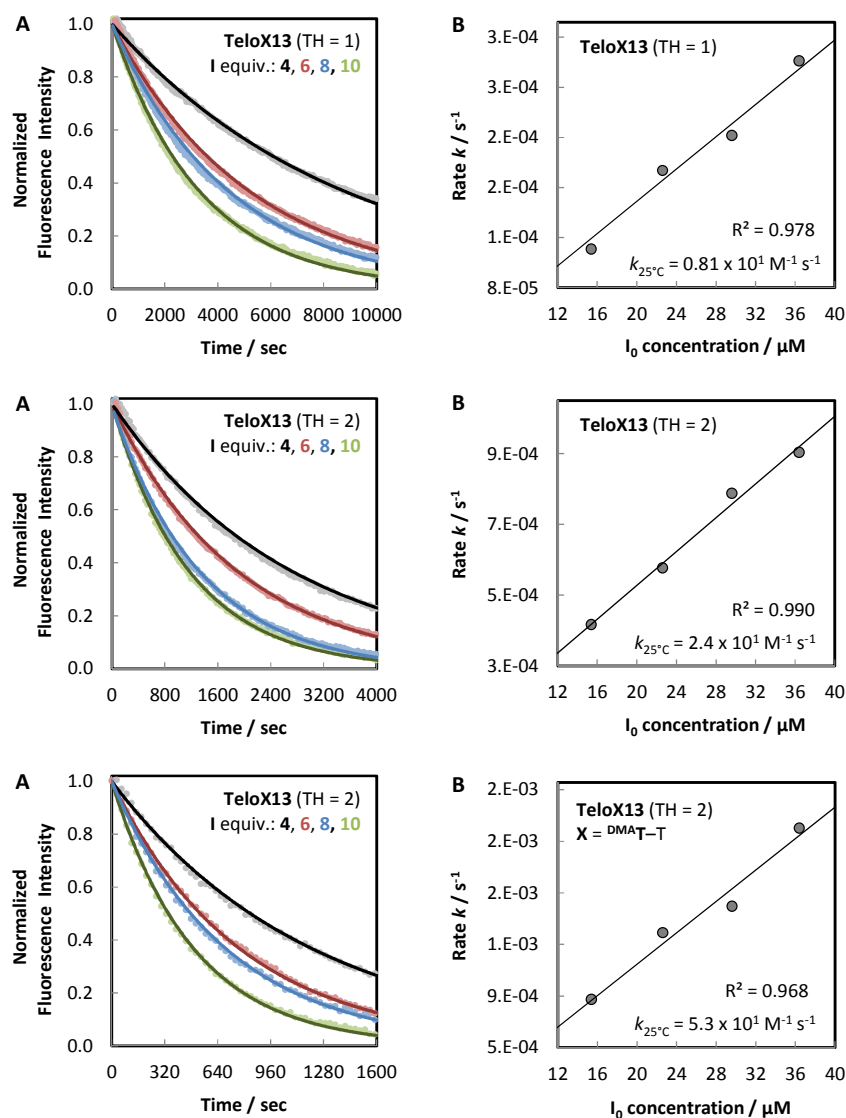 A
TeloX13 (TH = 1)
I equiv.: 4, 6, 8, 10
Normalized
Fluorescence Intensity
1.0
0.8
0.6
0.4
0.2
0.0
0 2000 4000 6000 8000 10000
Time / sec
B
TeloX13 (TH = 1)
Rate k / s⁻¹
3.E-04
3.E-04
2.E-04
2.E-04
1.E-04
8.E-05
R² = 0.978
k25°C = 0.81 x 10¹ M⁻¹ s⁻¹
12 16 20 24 28 32 36 40
I₀ concentration / µM
A
TeloX13 (TH = 2)
I equiv.: 4, 6, 8, 10
Normalized
Fluorescence Intensity
1.0
0.8
0.6
0.4
0.2
0.0
0 800 1600 2400 3200 4000
Time / sec
B
TeloX13 (TH = 2)
Rate k / s⁻¹
9.E-04
7.E-04
5.E-04
3.E-04
R² = 0.990
k25°C = 2.4 x 10¹ M⁻¹ s⁻¹
12 16 20 24 28 32 36 40
I₀ concentration / µM
A
TeloX13 (TH = 2)
I equiv.: 4, 6, 8, 10
Normalized
Fluorescence Intensity
1.0
0.8
0.6
0.4
0.2
0.0
0 320 640 960 1280 1600
Time / sec
B
TeloX13 (TH = 2)
X = ᴰᴹᴬT–T
Rate k / s⁻¹
2.E-03
2.E-03
2.E-03
1.E-03
9.E-04
5.E-04
R² = 0.968
k25°C = 5.3 x 10¹ M⁻¹ s⁻¹
12 16 20 24 28 32 36 40
I₀ concentration / µM